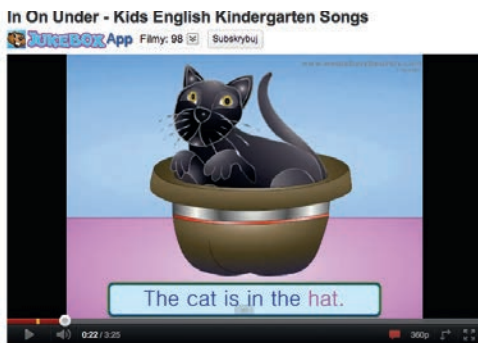 In On Under - Kids English Kindergarten Songs
JUKEBOX App Filmy: 98 Subskrybuj
The cat is in the hat.
0:22 / 3:25 360p